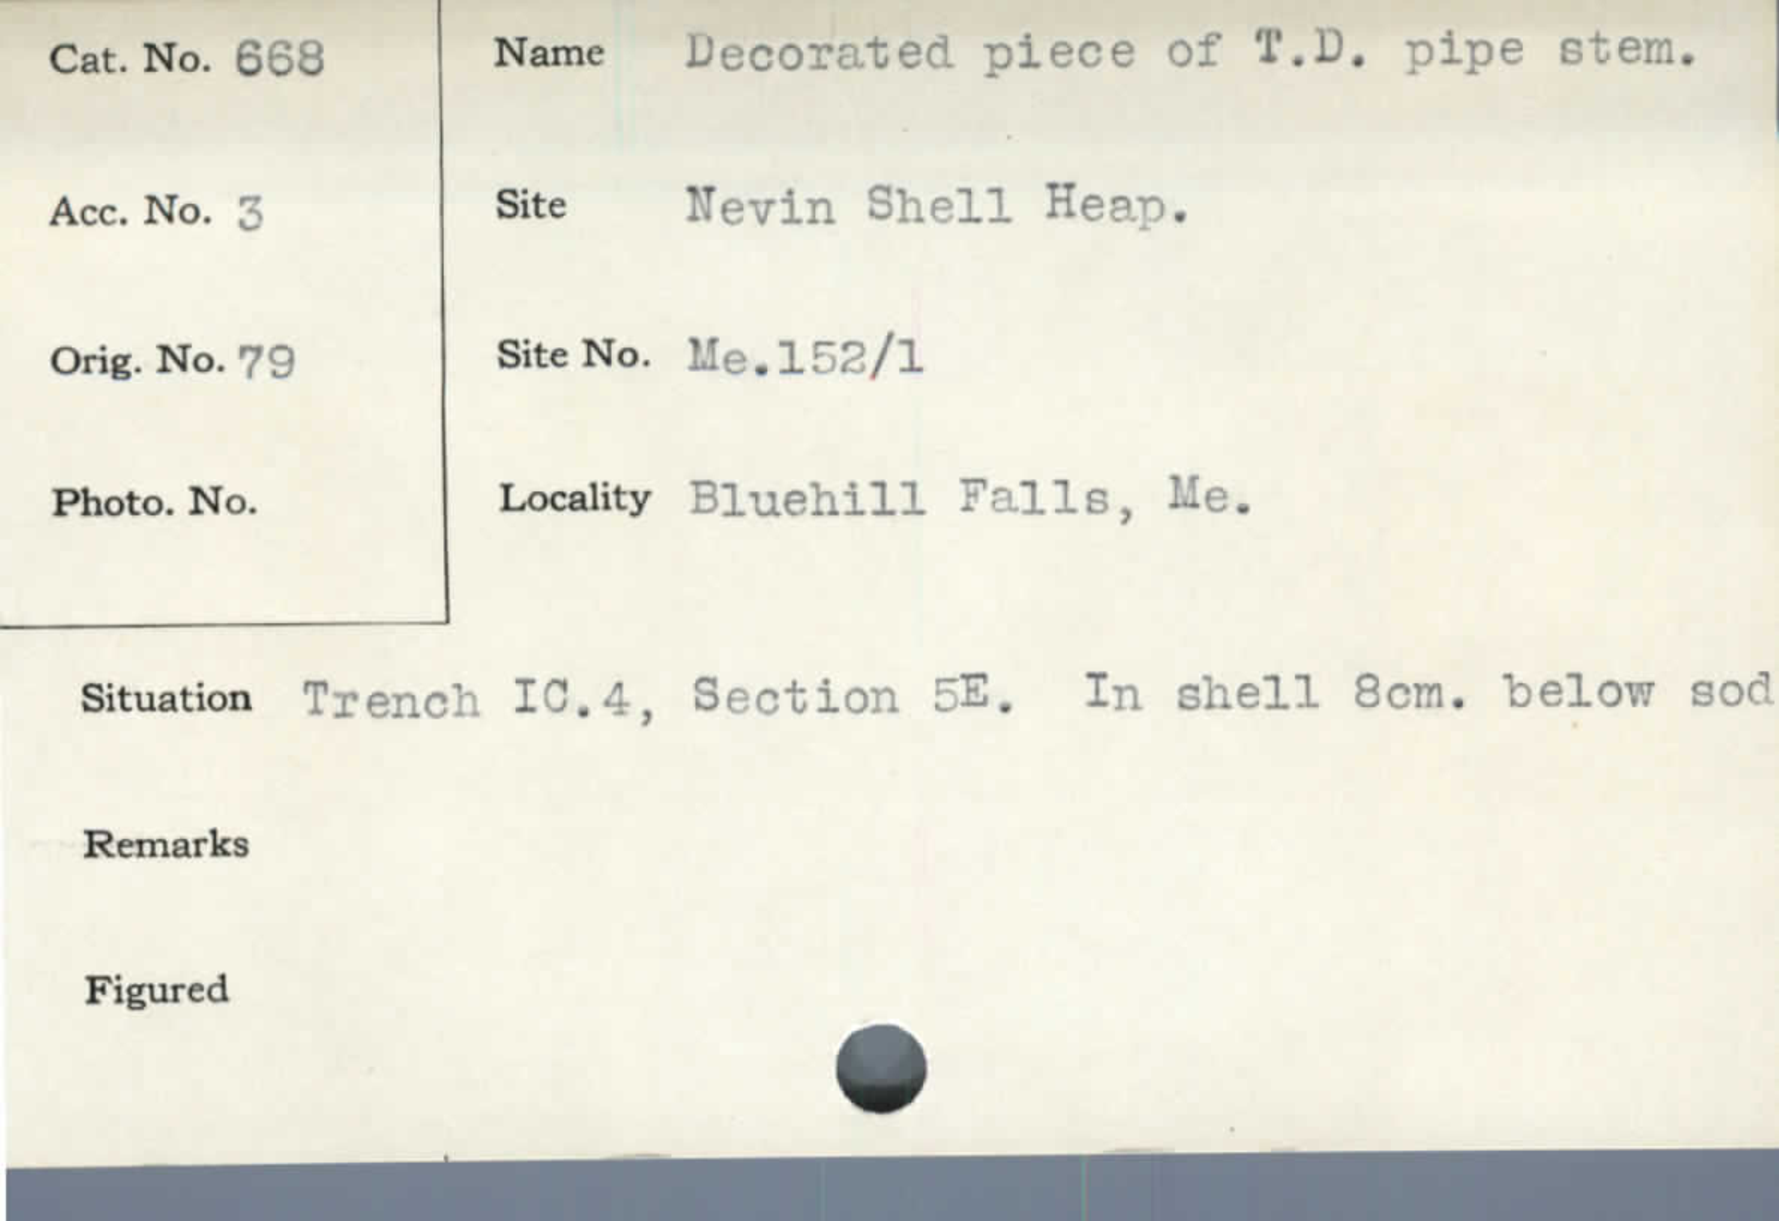 Cat. No. 668 Name Decorated piece of T.D. pipe stem.
Acc. No. 3 Site Nevin Shell Heap.
Orig. No. 79 Site No. Me.152/1
Photo. No. Locality Bluehill Falls, Me.
Situation Trench IC.4, Section 5E. In shell 8cm. below sod
Remarks
Figured